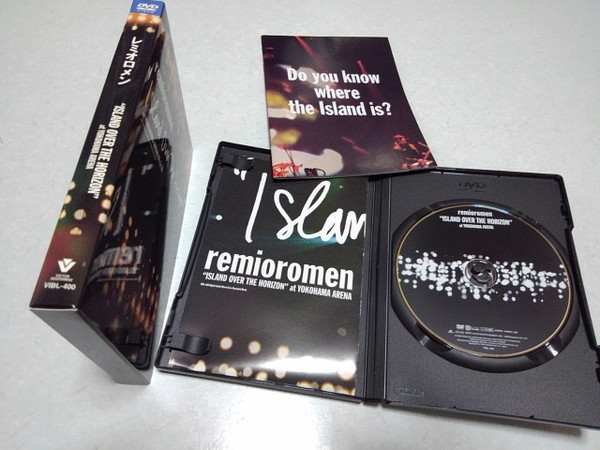 DVD
レミオロメン
"ISLAND OVER THE HORIZON"
at YOKOHAMA ARENA
VIBL-400
Do you know
where
the Island is?
"Islan
remioromen
"ISLAND OVER THE HORIZON" at YOKOHAMA ARENA
DVD
remioromen
"ISLAND OVER THE HORIZON"
at YOKOHAMA ARENA